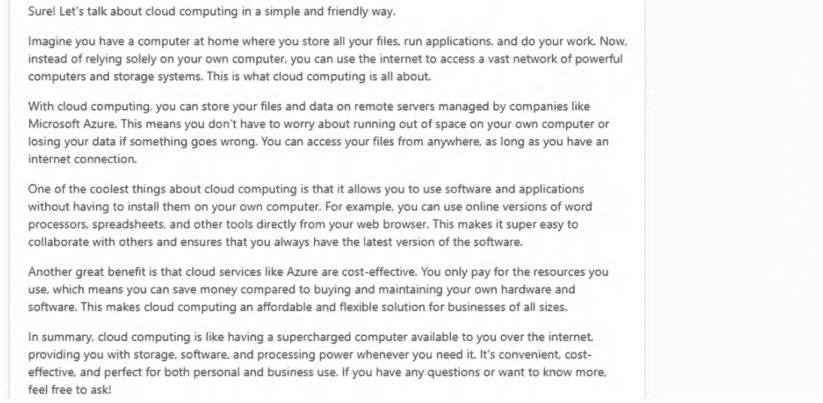 Sure! Let's talk about cloud computing in a simple and friendly way.
Imagine you have a computer at home where you store all your files, run applications, and do your work. Now,
instead of relying solely on your own computer, you can use the internet to access a vast network of powerful
computers and storage systems. This is what cloud computing is all about.
With cloud computing, you can store your files and data on remote servers managed by companies like
Microsoft Azure. This means you don't have to worry about running out of space on your own computer or
losing your data if something goes wrong. You can access your files from anywhere, as long as you have an
internet connection.
One of the coolest things about cloud computing is that it allows you to use software and applications
without having to install them on your own computer. For example, you can use online versions of word
processors, spreadsheets, and other tools directly from your web browser. This makes it super easy to
collaborate with others and ensures that you always have the latest version of the software.
Another great benefit is that cloud services like Azure are cost-effective. You only pay for the resources you
use, which means you can save money compared to buying and maintaining your own hardware and
software. This makes cloud computing an affordable and flexible solution for businesses of all sizes.
In summary, cloud computing is like having a supercharged computer available to you over the internet,
providing you with storage, software, and processing power whenever you need it. It's convenient, cost-
effective, and perfect for both personal and business use. If you have any questions or want to know more,
feel free to ask!